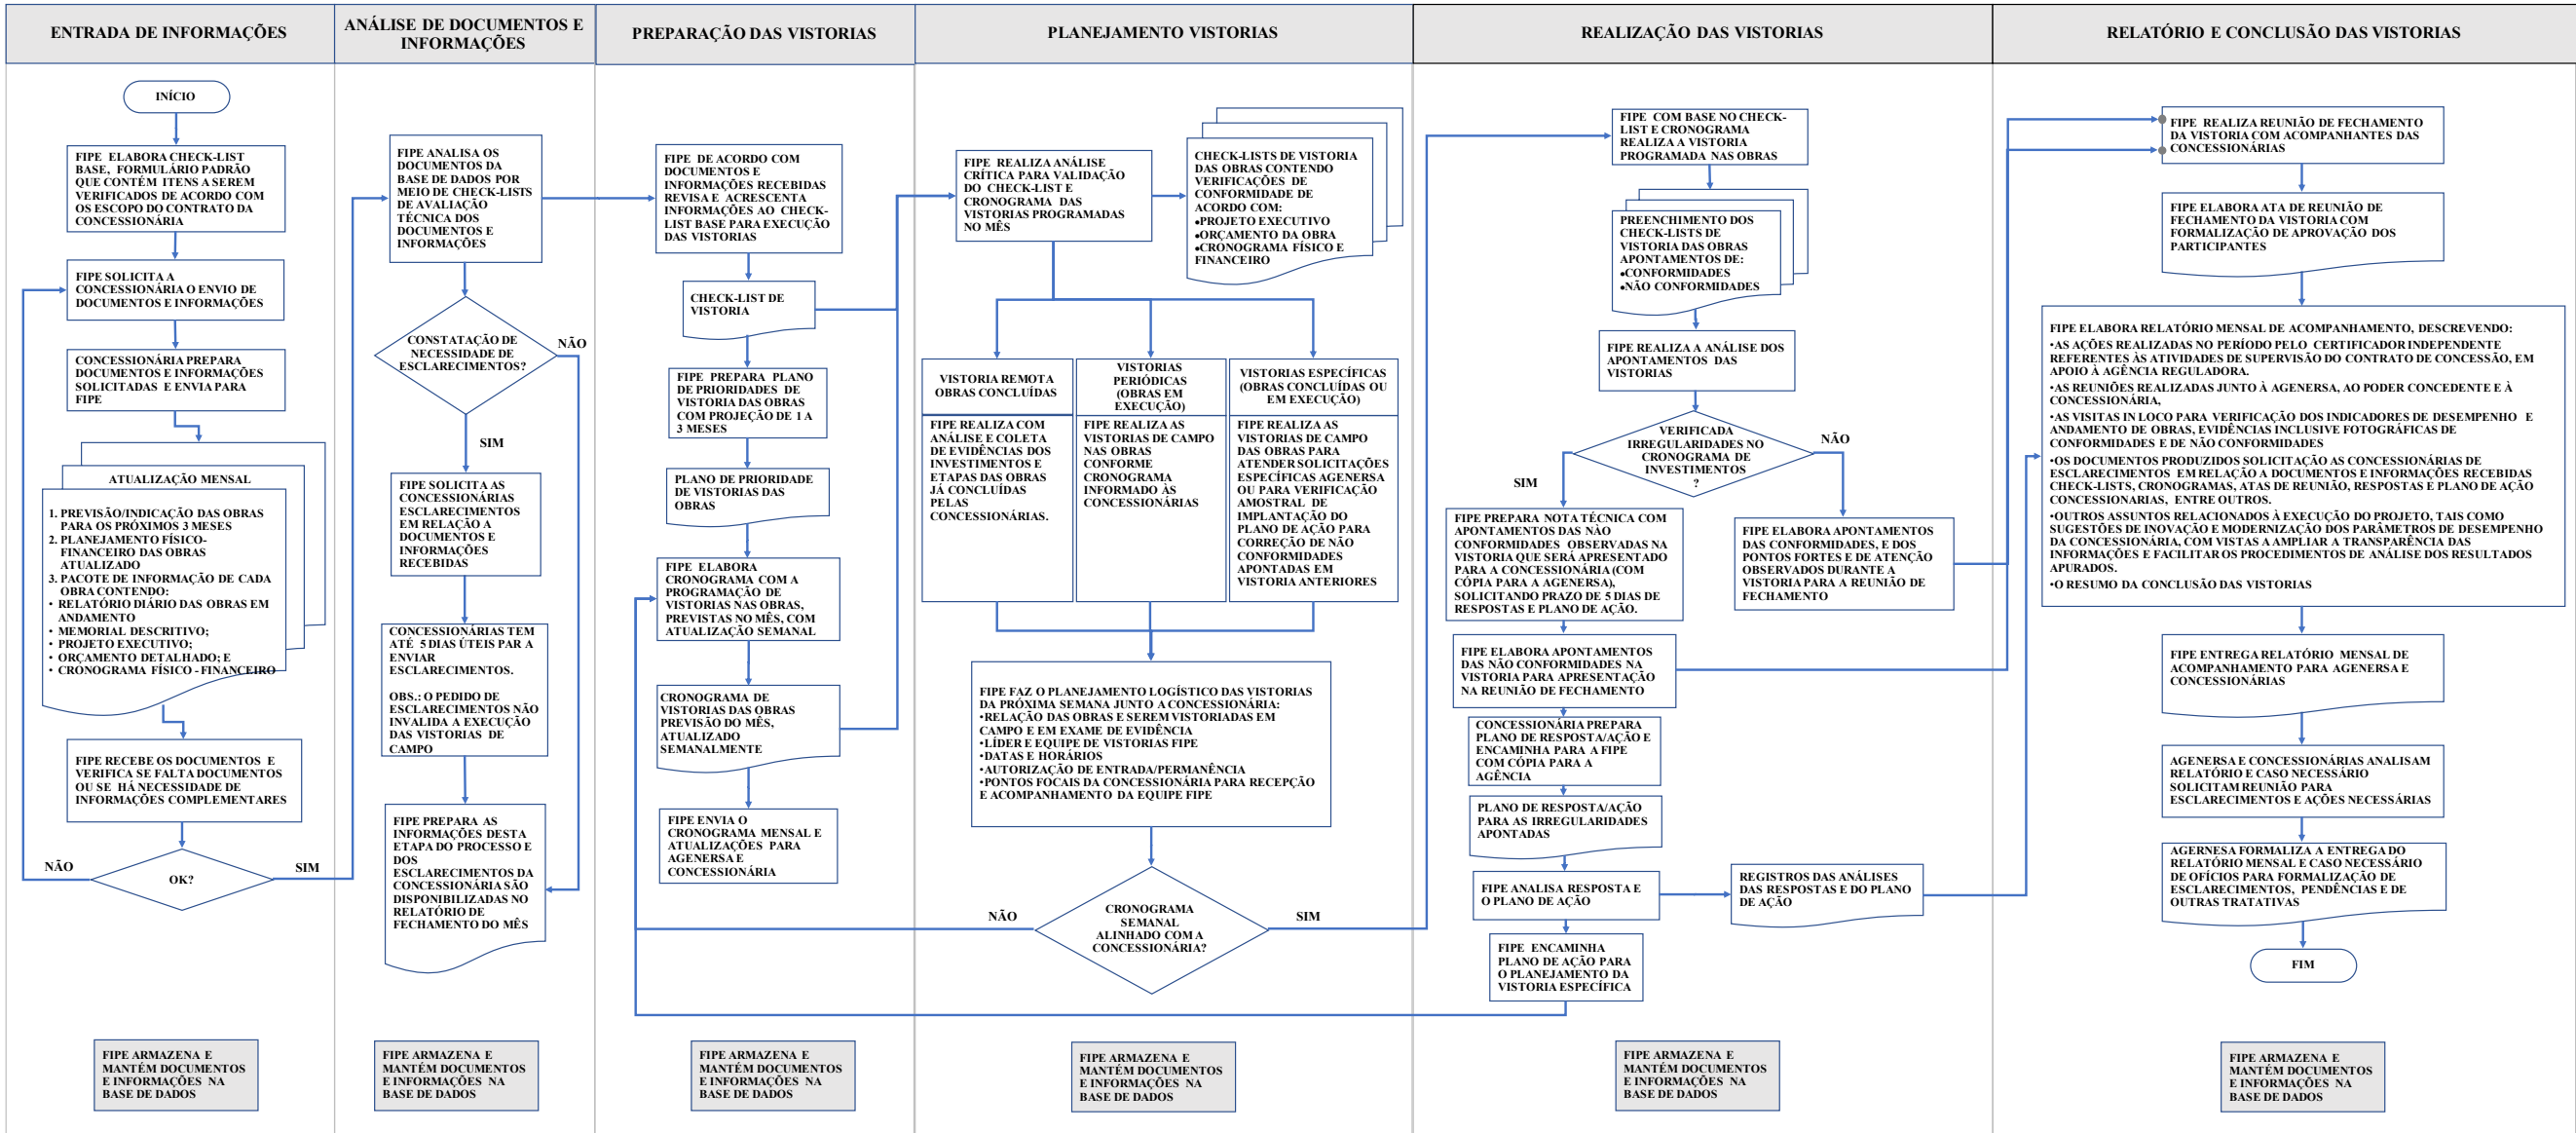 ENTRADA DE INFORMAÇÕES
ANÁLISE DE DOCUMENTOS E
INFORMAÇÕES
PREPARAÇÃO DAS VISTORIAS
PLANEJAMENTO VISTORIAS
REALIZAÇÃO DAS VISTORIAS
RELATÓRIO E CONCLUSÃO DAS VISTORIAS
INÍCIO
FIPE ELABORA CHECK-LIST
BASE, FORMULÁRIO PADRÃO
QUE CONTÉM ITENS A SEREM
VERIFICADOS DE ACORDO COM
OS ESCOPO DO CONTRATO DA
CONCESSIONÁRIA
FIPE SOLICITA A
CONCESSIONÁRIA O ENVIO DE
DOCUMENTOS E INFORMAÇÕES
CONCESSIONÁRIA PREPARA
DOCUMENTOS E INFORMAÇÕES
SOLICITADAS E ENVIA PARA
FIPE
ATUALIZAÇÃO MENSAL
1. PREVISÃO/INDICAÇÃO DAS OBRAS
PARA OS PRÓXIMOS 3 MESES
2. PLANEJAMENTO FÍSICO-
FINANCEIRO DAS OBRAS
ATUALIZADO
3. PACOTE DE INFORMAÇÃO DE CADA
OBRA CONTENDO:
• RELATÓRIO DIÁRIO DAS OBRAS EM
ANDAMENTO
• MEMORIAL DESCRITIVO;
• PROJETO EXECUTIVO;
• ORÇAMENTO DETALHADO; E
• CRONOGRAMA FÍSICO - FINANCEIRO
FIPE RECEBE OS DOCUMENTOS E
VERIFICA SE FALTA DOCUMENTOS
OU SE HÁ NECESSIDADE DE
INFORMAÇÕES COMPLEMENTARES
NÃO
OK?
SIM
FIPE ARMAZENA E
MANTÉM DOCUMENTOS
E INFORMAÇÕES NA
BASE DE DADOS
FIPE ANALISA OS
DOCUMENTOS DA
BASE DE DADOS POR
MEIO DE CHECK-LISTS
DE AVALIAÇÃO
TÉCNICA DOS
DOCUMENTOS E
INFORMAÇÕES
CONSTATAÇÃO DE
NECESSIDADE DE
ESCLARECIMENTOS?
NÃO
SIM
FIPE SOLICITA AS
CONCESSIONÁRIAS
ESCLARECIMENTOS
EM RELAÇÃO A
DOCUMENTOS E
INFORMAÇÕES
RECEBIDAS
CONCESSIONÁRIAS TEM
ATÉ 5 DIAS ÚTEIS PAR A
ENVIAR
ESCLARECIMENTOS.
OBS.: O PEDIDO DE
ESCLARECIMENTOS NÃO
INVALIDA A EXECUÇÃO
DAS VISTORIAS DE
CAMPO
FIPE PREPARA AS
INFORMAÇÕES DESTA
ETAPA DO PROCESSO E
DOS
ESCLARECIMENTOS DA
CONCESSIONÁRIA SÃO
DISPONIBILIZADAS NO
RELATÓRIO DE
FECHAMENTO DO MÊS
FIPE ARMAZENA E
MANTÉM DOCUMENTOS
E INFORMAÇÕES NA
BASE DE DADOS
FIPE DE ACORDO COM
DOCUMENTOS E
INFORMAÇÕES RECEBIDAS
REVISA E ACRESCENTA
INFORMAÇÕES AO CHECK-
LIST BASE PARA EXECUÇÃO
DAS VISTORIAS
CHECK-LIST DE
VISTORIA
FIPE PREPARA PLANO
DE PRIORIDADES DE
VISTORIA DAS OBRAS
COM PROJEÇÃO DE 1 A
3 MESES
PLANO DE PRIORIDADE
DE VISTORIAS DAS
OBRAS
FIPE ELABORA
CRONOGRAMA COM A
PROGRAMAÇÃO DE
VISTORIAS NAS OBRAS,
PREVISTAS NO MÊS, COM
ATUALIZAÇÃO SEMANAL
CRONOGRAMA DE
VISTORIAS DAS OBRAS
PREVISÃO DO MÊS,
ATUALIZADO
SEMANALMENTE
FIPE ENVIA O
CRONOGRAMA MENSAL E
ATUALIZAÇÕES PARA
AGENERSA E
CONCESSIONÁRIA
FIPE ARMAZENA E
MANTÉM DOCUMENTOS
E INFORMAÇÕES NA
BASE DE DADOS
FIPE REALIZA ANÁLISE
CRÍTICA PARA VALIDAÇÃO
DO CHECK-LIST E
CRONOGRAMA DAS
VISTORIAS PROGRAMADAS
NO MÊS
CHECK-LISTS DE VISTORIA
DAS OBRAS CONTENDO
VERIFICAÇÕES DE
CONFORMIDADE DE
ACORDO COM:
•PROJETO EXECUTIVO
•ORÇAMENTO DA OBRA
•CRONOGRAMA FÍSICO E
FINANCEIRO
VISTORIA REMOTA
OBRAS CONCLUÍDAS
FIPE REALIZA COM
ANÁLISE E COLETA
DE EVIDÊNCIAS DOS
INVESTIMENTOS E
ETAPAS DAS OBRAS
JÁ CONCLUÍDAS
PELAS
CONCESSIONÁRIAS.
VISTORIAS
PERIÓDICAS
(OBRAS EM
EXECUÇÃO)
FIPE REALIZA AS
VISTORIAS DE CAMPO
NAS OBRAS
CONFORME
CRONOGRAMA
INFORMADO ÀS
CONCESSIONÁRIAS
VISTORIAS ESPECÍFICAS
(OBRAS CONCLUÍDAS OU
EM EXECUÇÃO)
FIPE REALIZA AS
VISTORIAS DE CAMPO
DAS OBRAS PARA
ATENDER SOLICITAÇÕES
ESPECÍFICAS AGENERSA
OU PARA VERIFICAÇÃO
AMOSTRAL DE
IMPLANTAÇÃO DO
PLANO DE AÇÃO PARA
CORREÇÃO DE NÃO
CONFORMIDADES
APONTADAS EM
VISTORIA ANTERIORES
FIPE FAZ O PLANEJAMENTO LOGÍSTICO DAS VISTORIAS
DA PRÓXIMA SEMANA JUNTO A CONCESSIONÁRIA:
•RELAÇÃO DAS OBRAS E SEREM VISTORIADAS EM
CAMPO E EM EXAME DE EVIDÊNCIA
•LÍDER E EQUIPE DE VISTORIAS FIPE
•DATAS E HORÁRIOS
•AUTORIZAÇÃO DE ENTRADA/PERMANÊNCIA
•PONTOS FOCAIS DA CONCESSIONÁRIA PARA RECEPÇÃO
E ACOMPANHAMENTO DA EQUIPE FIPE
NÃO
CRONOGRAMA
SEMANAL
ALINHADO COM A
CONCESSIONÁRIA?
SIM
FIPE ARMAZENA E
MANTÉM DOCUMENTOS
E INFORMAÇÕES NA
BASE DE DADOS
FIPE COM BASE NO CHECK-
LIST E CRONOGRAMA
REALIZA A VISTORIA
PROGRAMADA NAS OBRAS
PREENCHIMENTO DOS
CHECK-LISTS DE
VISTORIA DAS OBRAS
APONTAMENTOS DE:
•CONFORMIDADES
•NÃO CONFORMIDADES
FIPE REALIZA A ANÁLISE DOS
APONTAMENTOS DAS
VISTORIAS
VERIFICADA
IRREGULARIDADES NO
CRONOGRAMA DE
INVESTIMENTOS
?
NÃO
SIM
FIPE PREPARA NOTA TÉCNICA COM
APONTAMENTOS DAS NÀO
CONFORMIDADES OBSERVADAS NA
VISTORIA QUE SERÁ APRESENTADO
PARA A CONCESSIONÁRIA (COM
CÓPIA PARA A AGENERSA),
SOLICITANDO PRAZO DE 5 DIAS DE
RESPOSTAS E PLANO DE AÇÃO.
FIPE ELABORA APONTAMENTOS
DAS CONFORMIDADES, E DOS
PONTOS FORTES E DE ATENÇÃO
OBSERVADOS DURANTE A
VISTORIA PARA A REUNIÃO DE
FECHAMENTO
FIPE ELABORA APONTAMENTOS
DAS NÃO CONFORMIDADES NA
VISTORIA PARA APRESENTAÇÃO
NA REUNIÃO DE FECHAMENTO
CONCESSIONÁRIA PREPARA
PLANO DE RESPOSTA/AÇÃO E
ENCAMINHA PARA A FIPE
COM CÓPIA PARA A
AGÊNCIA
PLANO DE RESPOSTA/AÇÃO
PARA AS IRREGULARIDADES
APONTADAS
FIPE ANALISA RESPOSTA E
O PLANO DE AÇÃO
REGISTROS DAS ANÁLISES
DAS RESPOSTAS E DO PLANO
DE AÇÃO
FIPE ENCAMINHA
PLANO DE AÇÃO PARA
O PLANEJAMENTO DA
VISTORIA ESPECÍFICA
FIPE ARMAZENA E
MANTÉM DOCUMENTOS
E INFORMAÇÕES NA
BASE DE DADOS
FIPE REALIZA REUNIÃO DE FECHAMENTO
DA VISTORIA COM ACOMPANHANTES DAS
CONCESSIONÁRIAS
FIPE ELABORA ATA DE REUNIÃO DE
FECHAMENTO DA VISTORIA COM
FORMALIZAÇÃO DE APROVAÇÃO DOS
PARTICIPANTES
FIPE ELABORA RELATÓRIO MENSAL DE ACOMPANHAMENTO, DESCREVENDO:
•AS AÇÕES REALIZADAS NO PERÍODO PELO CERTIFICADOR INDEPENDENTE
REFERENTES ÀS ATIVIDADES DE SUPERVISÃO DO CONTRATO DE CONCESSÃO, EM
APOIO À AGÊNCIA REGULADORA.
•AS REUNIÕES REALIZADAS JUNTO À AGENERSA, AO PODER CONCEDENTE E À
CONCESSIONÁRIA,
•AS VISITAS IN LOCO PARA VERIFICAÇÃO DOS INDICADORES DE DESEMPENHO E
ANDAMENTO DE OBRAS, EVIDÊNCIAS INCLUSIVE FOTOGRÁFICAS DE
CONFORMIDADES E DE NÃO CONFORMIDADES
•OS DOCUMENTOS PRODUZIDOS SOLICITAÇÃO AS CONCESSIONÁRIAS DE
ESCLARECIMENTOS EM RELAÇÃO A DOCUMENTOS E INFORMAÇÕES RECEBIDAS
CHECK-LISTS, CRONOGRAMAS, ATAS DE REUNIÃO, RESPOSTAS E PLANO DE AÇÃO
CONCESSIONARIAS, ENTRE OUTROS.
•OUTROS ASSUNTOS RELACIONADOS À EXECUÇÃO DO PROJETO, TAIS COMO
SUGESTÕES DE INOVAÇÃO E MODERNIZAÇÃO DOS PARÂMETROS DE DESEMPENHO
DA CONCESSIONÁRIA, COM VISTAS A AMPLIAR A TRANSPARÊNCIA DAS
INFORMAÇÕES E FACILITAR OS PROCEDIMENTOS DE ANÁLISE DOS RESULTADOS
APURADOS.
•O RESUMO DA CONCLUSÃO DAS VISTORIAS
FIPE ENTREGA RELATÓRIO MENSAL DE
ACOMPANHAMENTO PARA AGENERSA E
CONCESSIONÁRIAS
AGENERSA E CONCESSIONÁRIAS ANALISAM
RELATÓRIO E CASO NECESSÁRIO
SOLICITAM REUNIÃO PARA
ESCLARECIMENTOS E AÇÕES NECESSÁRIAS
AGERNESA FORMALIZA A ENTREGA DO
RELATÓRIO MENSAL E CASO NECESSÁRIO
DE OFÍCIOS PARA FORMALIZAÇÃO DE
ESCLARECIMENTOS, PENDÊNCIAS E DE
OUTRAS TRATATIVAS
FIM
FIPE ARMAZENA E
MANTÉM DOCUMENTOS
E INFORMAÇÕES NA
BASE DE DADOS